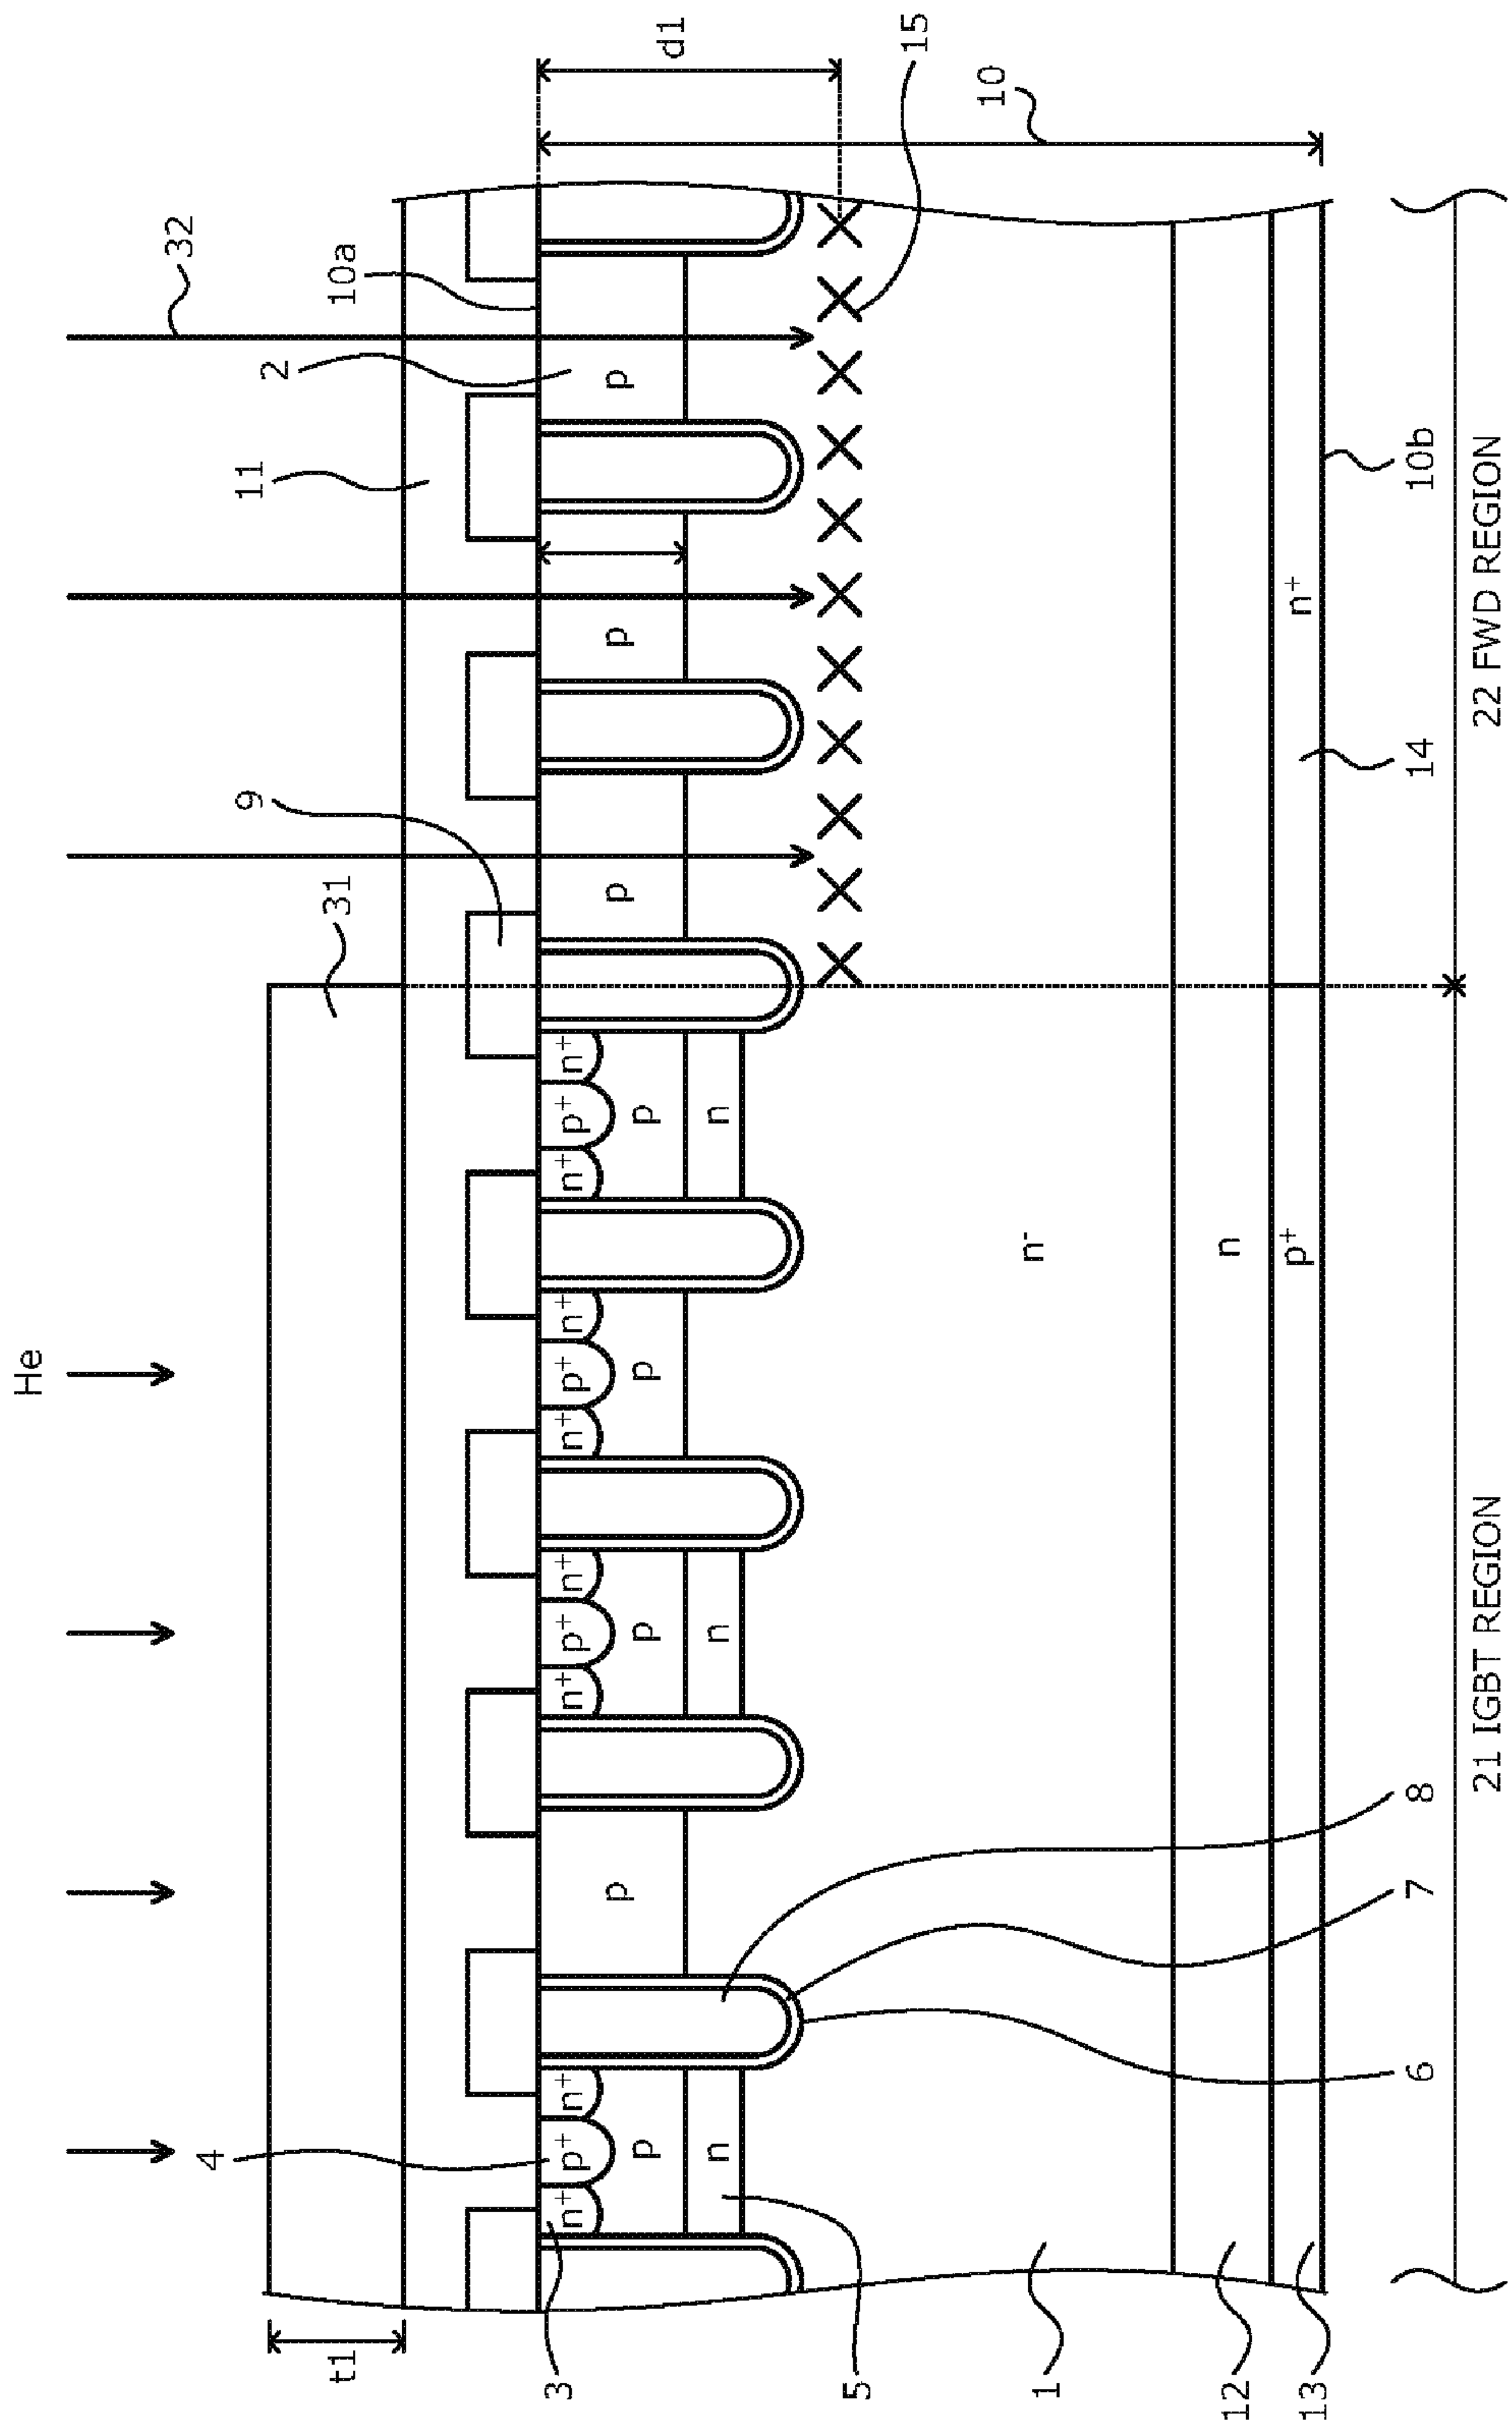 He
4
9
11
2
32
t1
31
10a
3
n+ p+ n+
n+ p+ n+
n+ p+ n+
n+ p+ n+
p
p
p
p
p
p
p
p
d1
n
n
n
5
15
10
1
n-
12
n
13
p+
n+
6
7
8
14
10b
21 IGBT REGION
22 FWD REGION